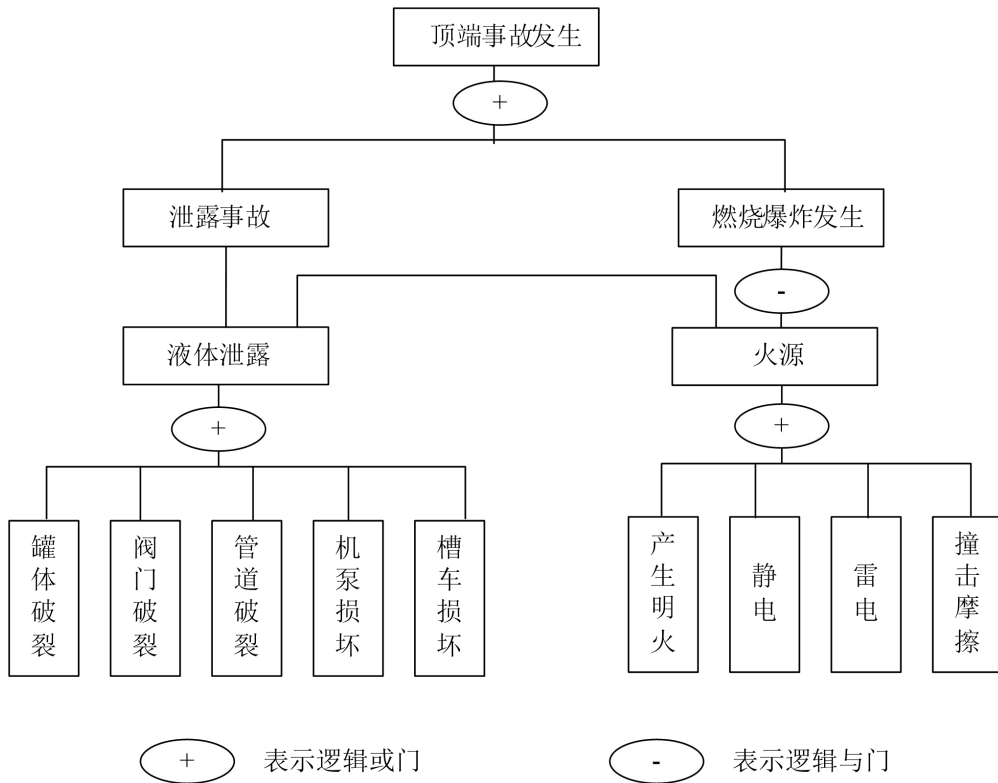 顶端事故发生
+
泄露事故
燃烧爆炸发生
-
液体泄露
火源
+
+
罐体破裂
阀门破裂
管道破裂
机泵损坏
槽车损坏
产生明火
静电
雷电
撞击摩擦
+ 表示逻辑或门
- 表示逻辑与门